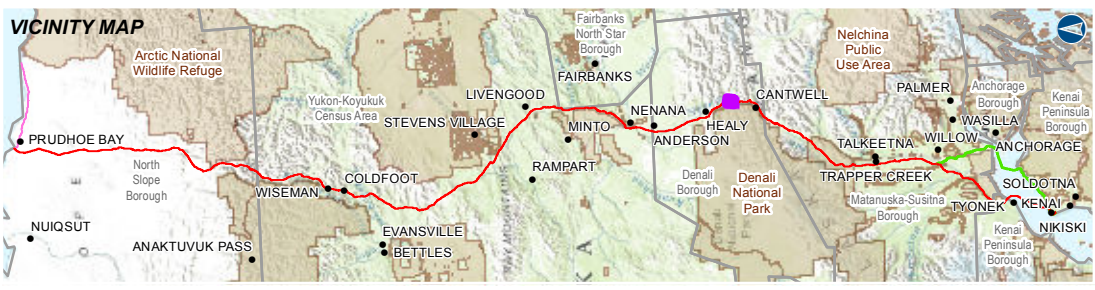 VICINITY MAP
Arctic National
Wildlife Refuge
Fairbanks
North Star
Borough
FAIRBANKS
Nelchina
Public
Use Area
PALMER
Anchorage
Borough
Kenai
Peninsula
Borough
Yukon-Koyukuk
Census Area
LIVENGOOD
STEVENS VILLAGE
MINTO
NENANA
ANDERSON
HEALY
CANTWELL
WASILLA
WILLOW
ANCHORAGE
TALKEETNA
TRAPPER CREEK
PRUDHOE BAY
North
Slope
Borough
WISEMAN
COLDFOOT
RAMPART
Denali
Borough
Denali
National
Park
Matanuska-Susitna
Borough
SOLDOTNA
TYONEK
KENAI
NIKISKI
NUIQSUT
ANAKTUVUK PASS
EVANSVILLE
BETTLES
Kenai
Peninsula
Borough
K A